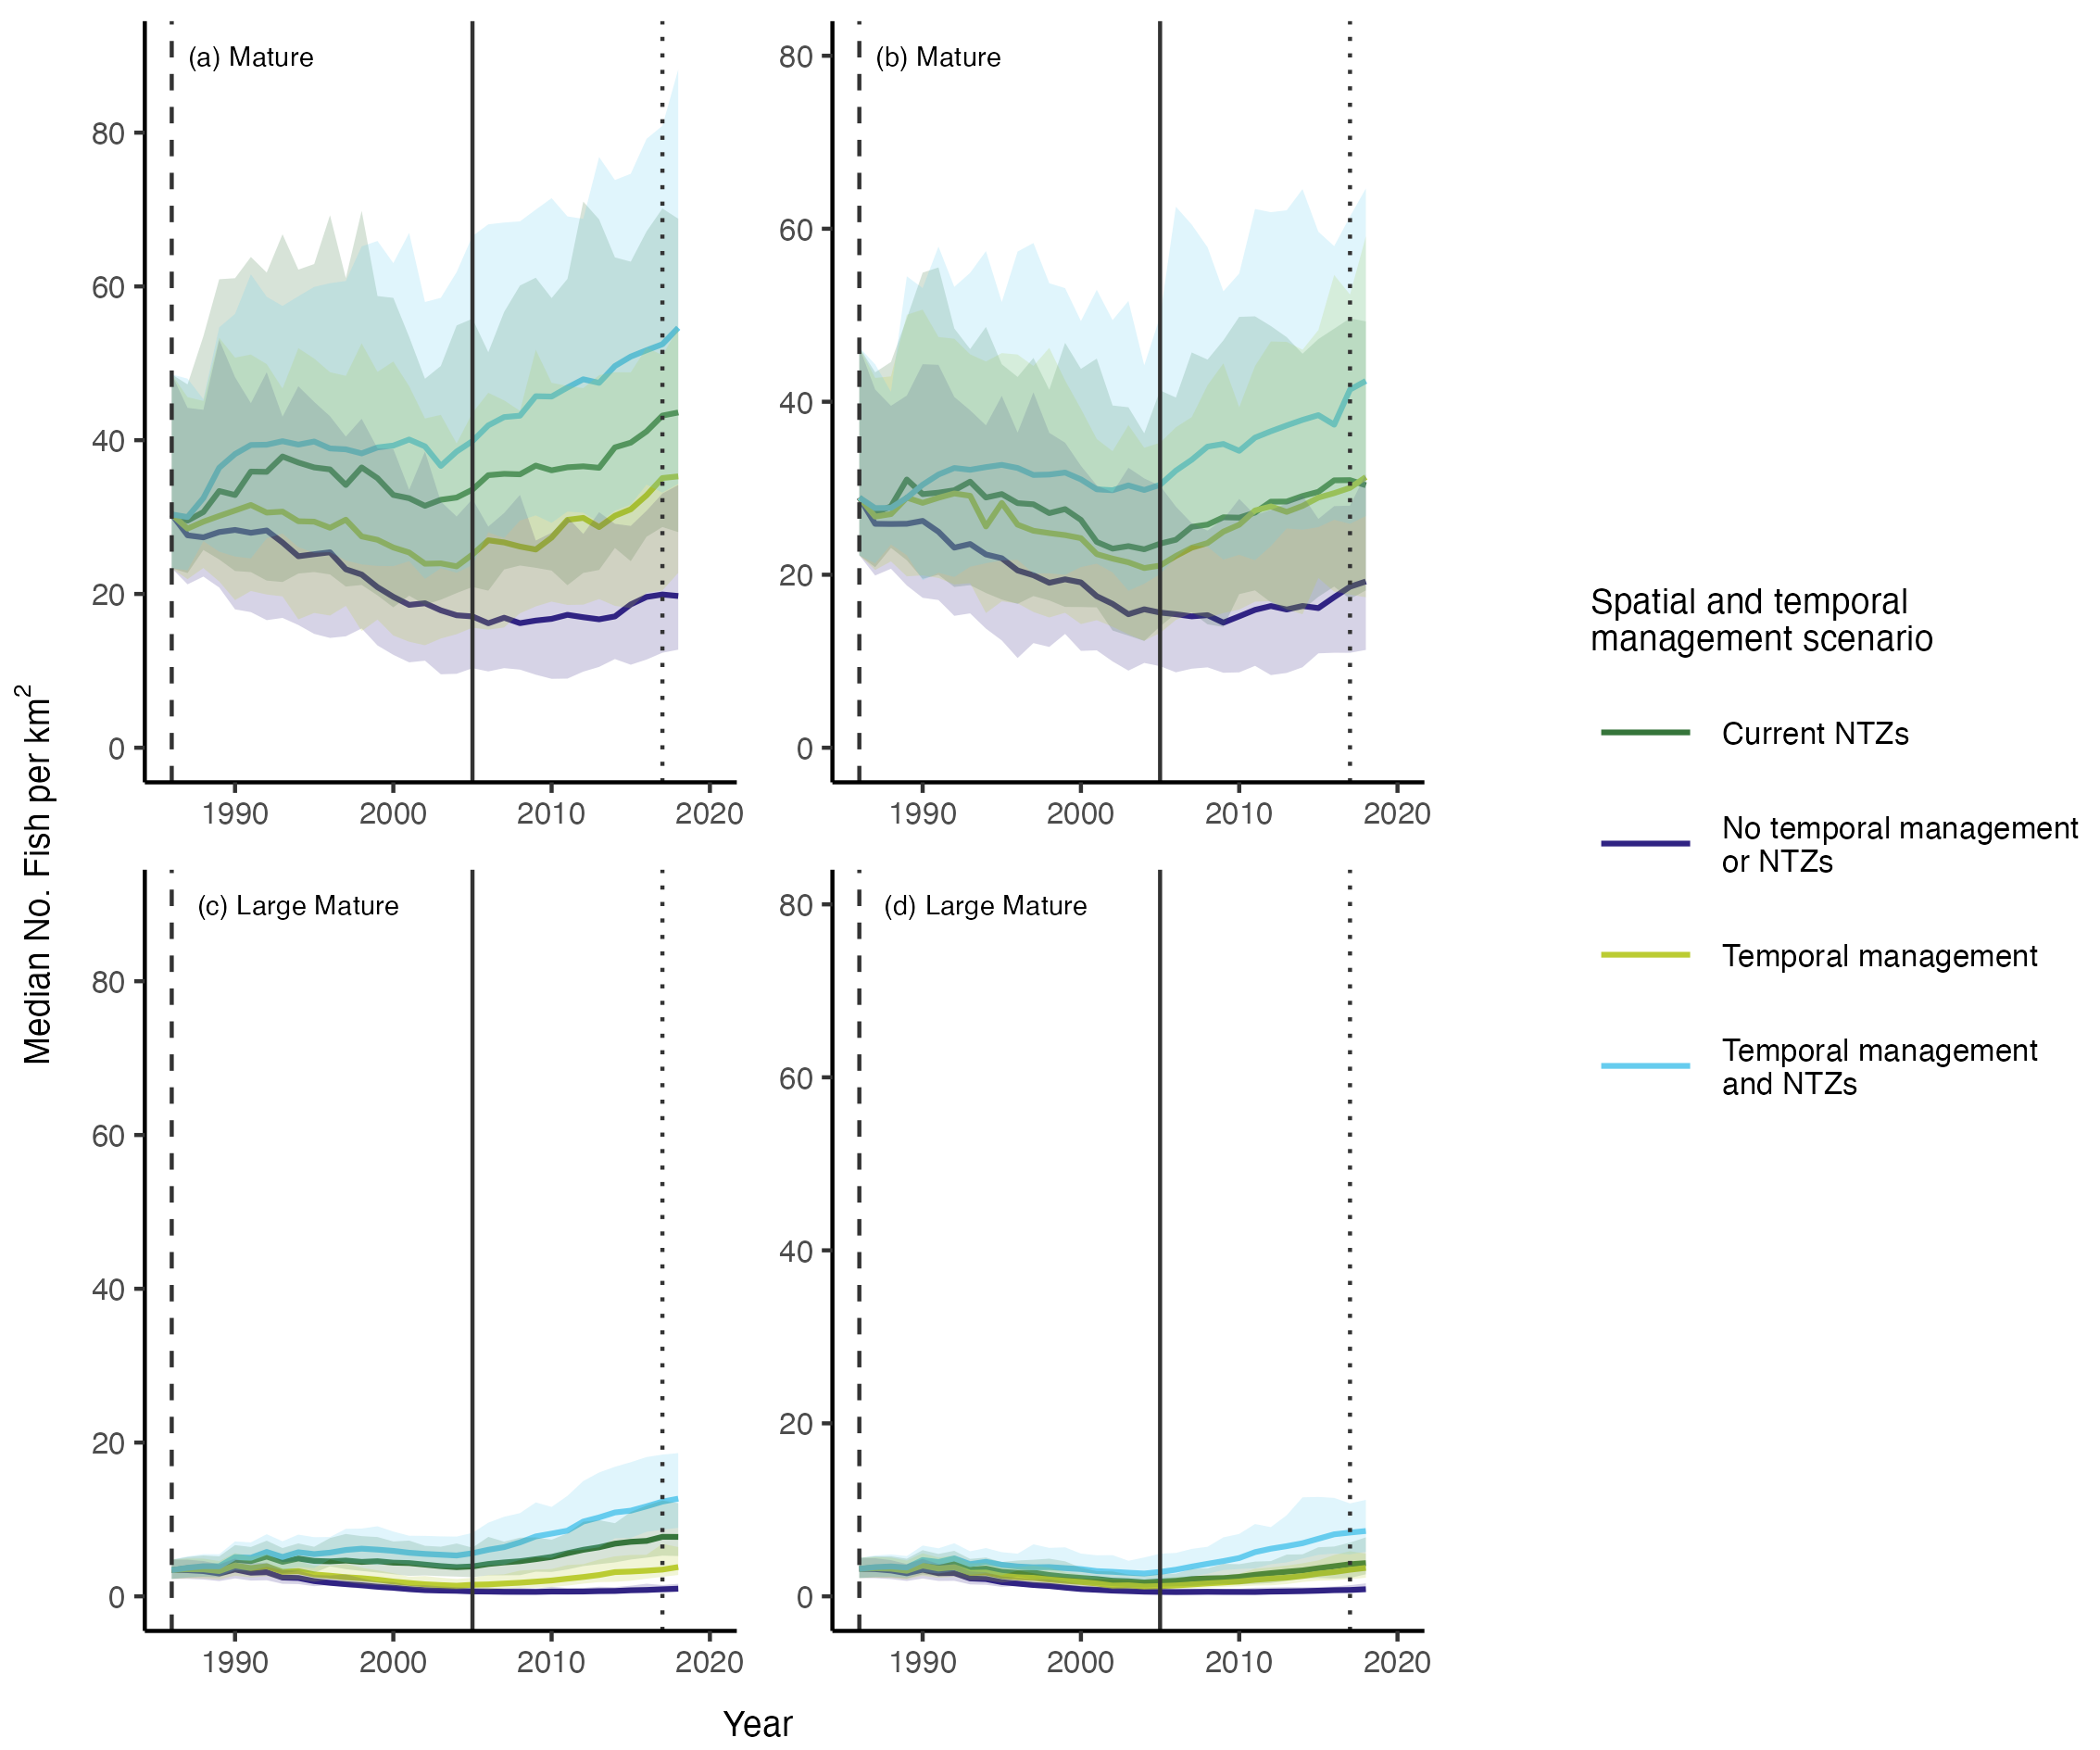 (a) Mature
80
60
40
20
0
1990 2000 2010 2020
(b) Mature
80
60
40
20
0
1990 2000 2010 2020
(c) Large Mature
80
60
40
20
0
1990 2000 2010 2020
(d) Large Mature
80
60
40
20
0
1990 2000 2010 2020
Median No. Fish per km²
Year
Spatial and temporal
management scenario
Current NTZs
No temporal management
or NTZs
Temporal management
Temporal management
and NTZs